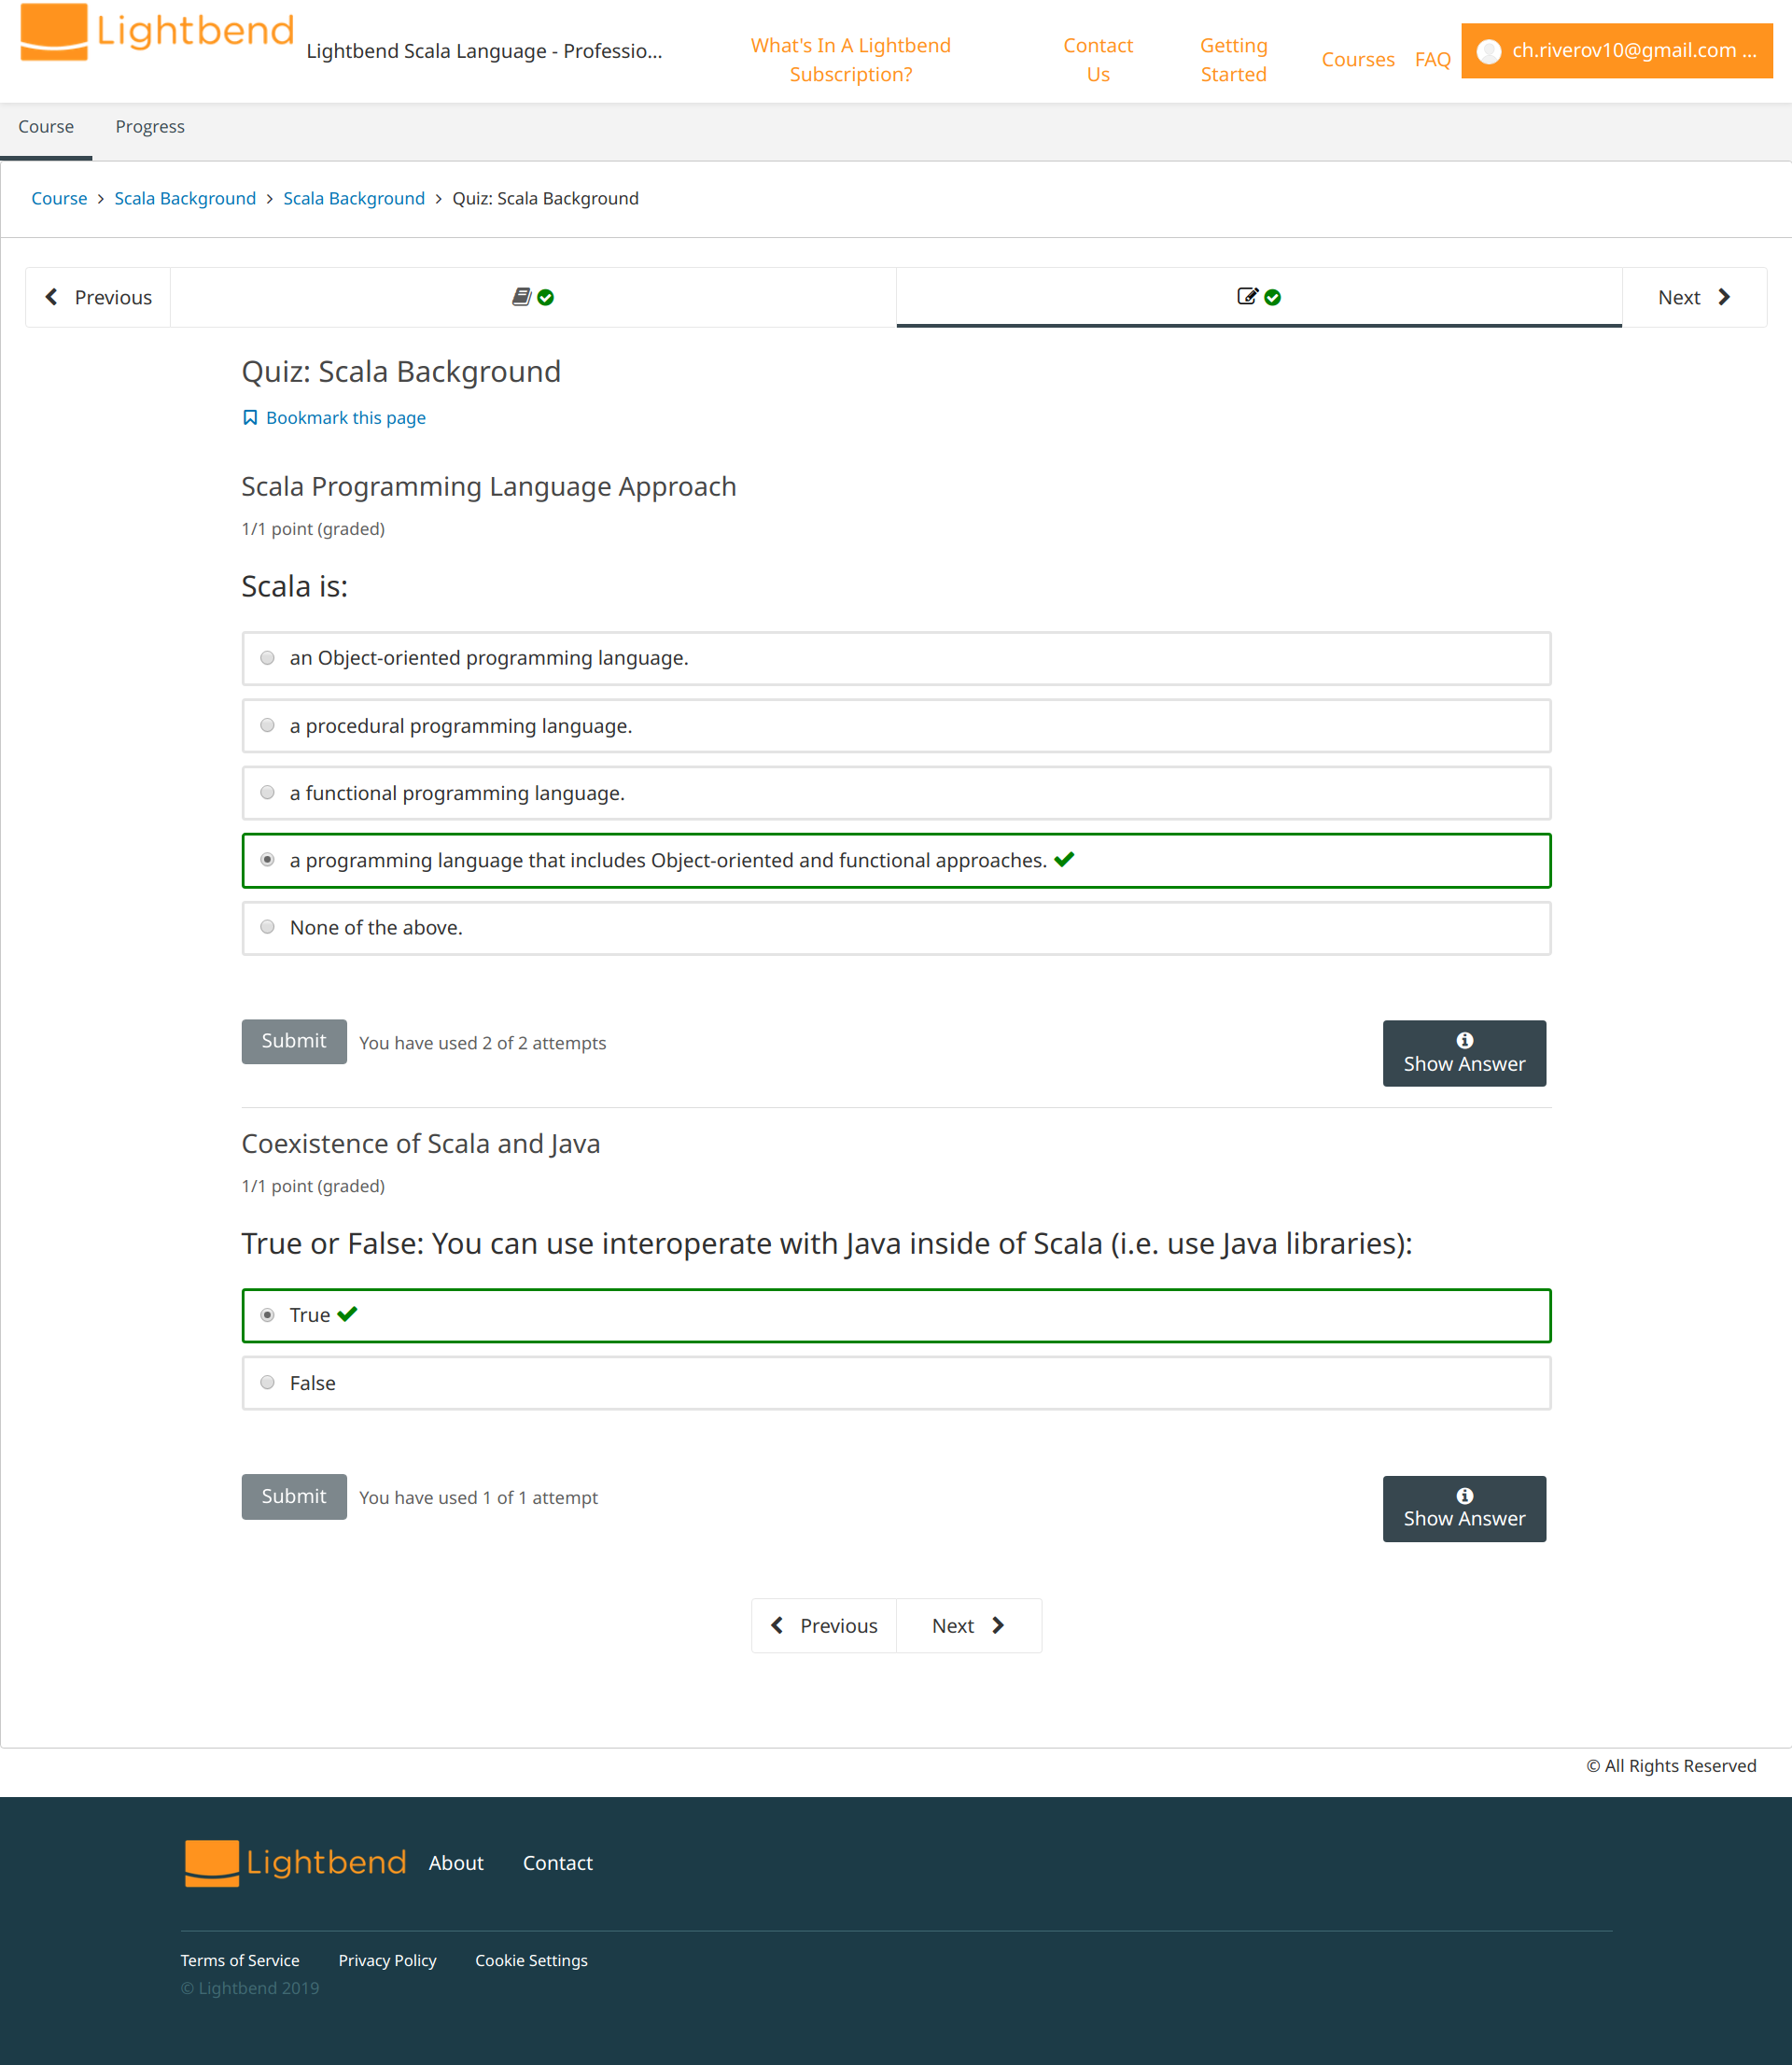 Lightbend
Lightbend Scala Language - Professio...
What's In A Lightbend
Subscription?
Contact
Us
Getting
Started
Courses
FAQ
ch.riverov10@gmail.com ...
Course
Progress
Course > Scala Background > Scala Background > Quiz: Scala Background
Previous
Next
Quiz: Scala Background
Bookmark this page
Scala Programming Language Approach
1/1 point (graded)
Scala is:
an Object-oriented programming language.
a procedural programming language.
a functional programming language.
a programming language that includes Object-oriented and functional approaches.
None of the above.
Submit
You have used 2 of 2 attempts
Show Answer
Coexistence of Scala and Java
1/1 point (graded)
True or False: You can use interoperate with Java inside of Scala (i.e. use Java libraries):
True
False
Submit
You have used 1 of 1 attempt
Show Answer
Previous
Next
© All Rights Reserved
Lightbend
About
Contact
Terms of Service
Privacy Policy
Cookie Settings
© Lightbend 2019